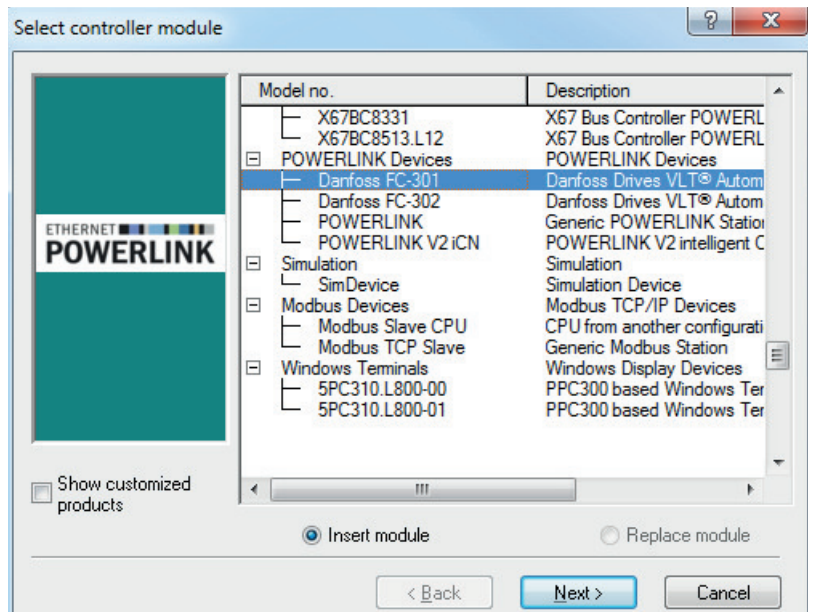 Select controller module
Model no. Description
X67BC8331 X67 Bus Controller POWERL
X67BC8513.L12 X67 Bus Controller POWERL
POWERLINK Devices POWERLINK Devices
Danfoss FC-301 Danfoss Drives VLT® Autom
Danfoss FC-302 Danfoss Drives VLT® Autom
POWERLINK Generic POWERLINK Station
POWERLINK V2 iCN POWERLINK V2 intelligent C
Simulation Simulation
SimDevice Simulation Device
Modbus Devices Modbus TCP/IP Devices
Modbus Slave CPU CPU from another configurati
Modbus TCP Slave Generic Modbus Station
Windows Terminals Windows Display Devices
5PC310.L800-00 PPC300 based Windows Ter
5PC310.L800-01 PPC300 based Windows Ter
ETHERNET
POWERLINK
Show customized
products
Insert module Replace module
< Back Next > Cancel